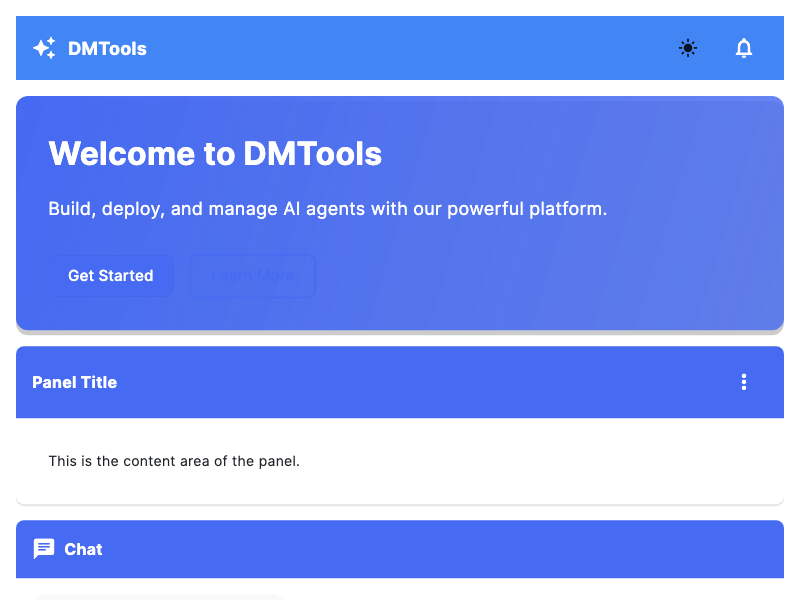 DMTools
Welcome to DMTools
Build, deploy, and manage AI agents with our powerful platform.
Get Started
Learn More
Panel Title
This is the content area of the panel.
Chat